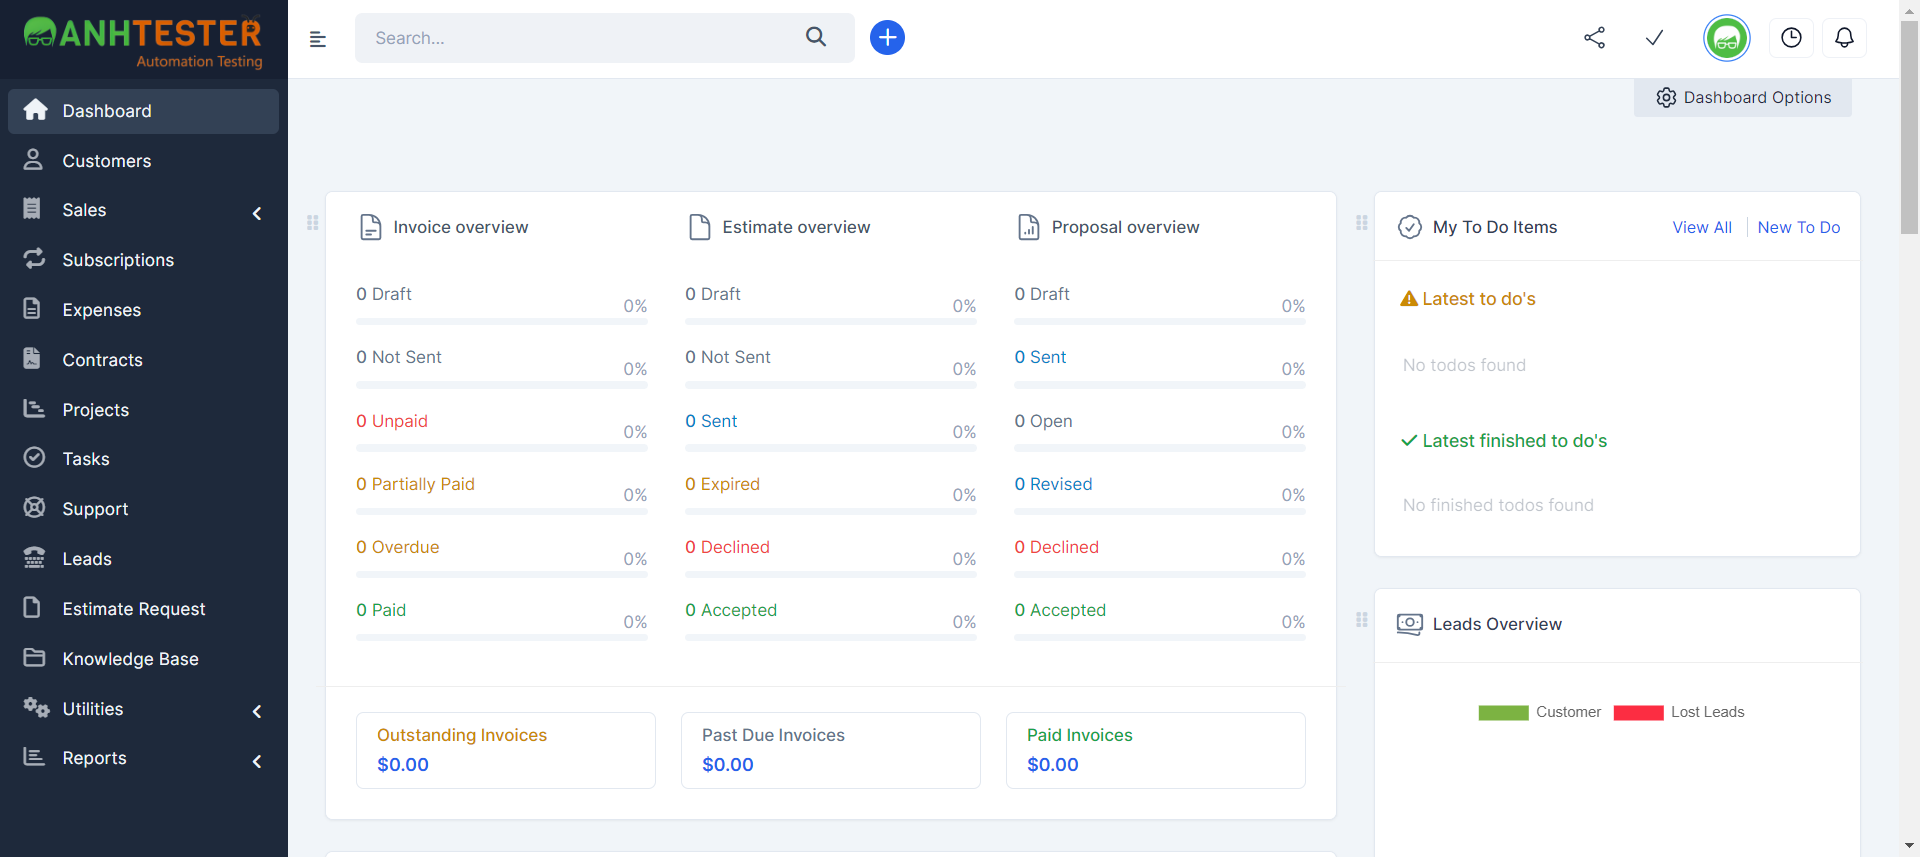 ANHTESTER
Automation Testing
Search...
Dashboard Options
Dashboard
Customers
Sales
Subscriptions
Expenses
Contracts
Projects
Tasks
Support
Leads
Estimate Request
Knowledge Base
Utilities
Reports
Invoice overview
0 Draft
0%
0 Not Sent
0%
0 Unpaid
0%
0 Partially Paid
0%
0 Overdue
0%
0 Paid
0%
Estimate overview
0 Draft
0%
0 Not Sent
0%
0 Sent
0%
0 Expired
0%
0 Declined
0%
0 Accepted
0%
Proposal overview
0 Draft
0%
0 Sent
0%
0 Open
0%
0 Revised
0%
0 Declined
0%
0 Accepted
0%
Outstanding Invoices
$0.00
Past Due Invoices
$0.00
Paid Invoices
$0.00
My To Do Items
View All
New To Do
Latest to do's
No todos found
Latest finished to do's
No finished todos found
Leads Overview
Customer
Lost Leads